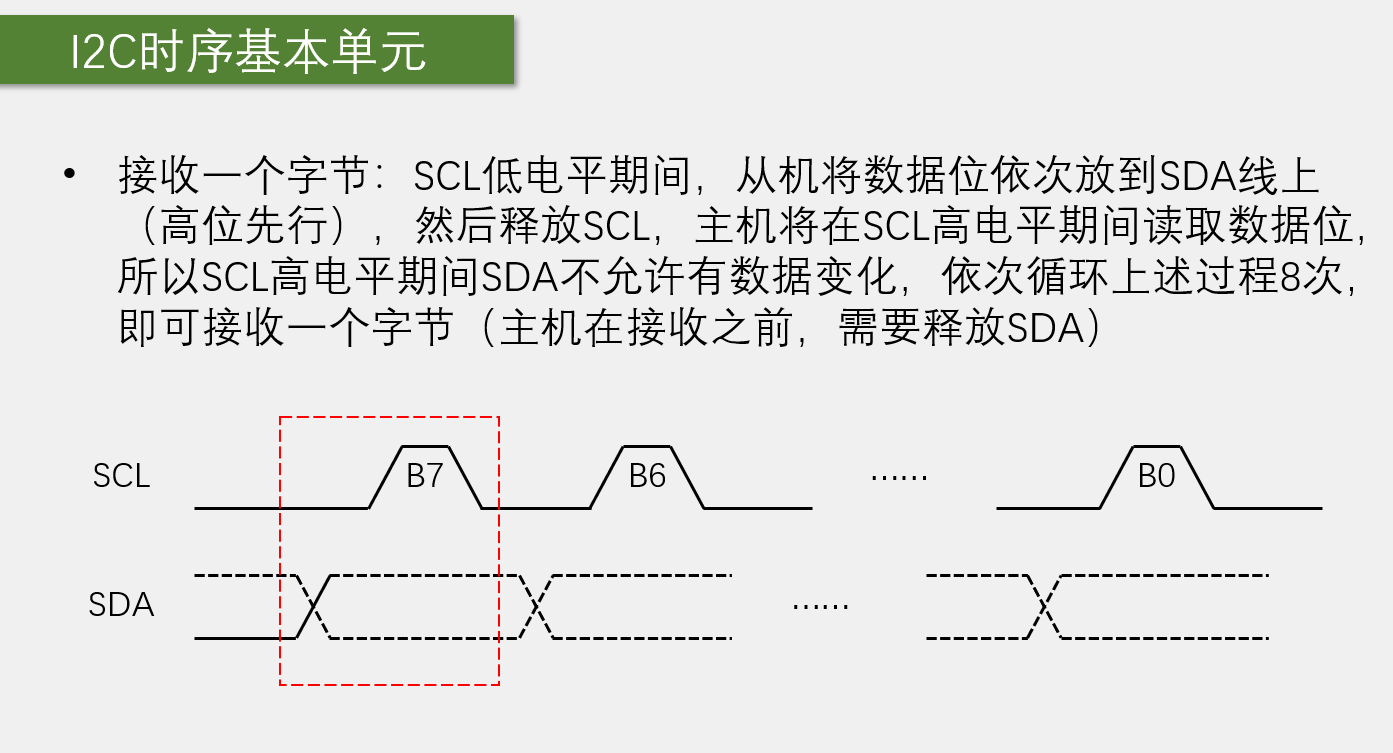 I2C时序基本单元
• 接收一个字节：SCL低电平期间，从机将数据位依次放到SDA线上
（高位先行），然后释放SCL，主机将在SCL高电平期间读取数据位，
所以SCL高电平期间SDA不允许有数据变化，依次循环上述过程8次，
即可接收一个字节（主机在接收之前，需要释放SDA）
SCL B7 B6 …… B0
SDA ……